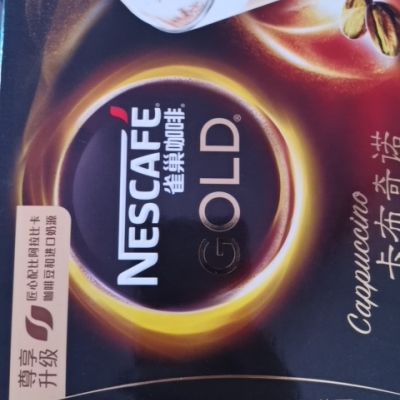 NESCAFÉ®
雀巢咖啡®
GOLD®
Cappuccino
卡布奇诺
尊享
升级
匠心配比阿拉比卡
咖啡豆和进口奶源